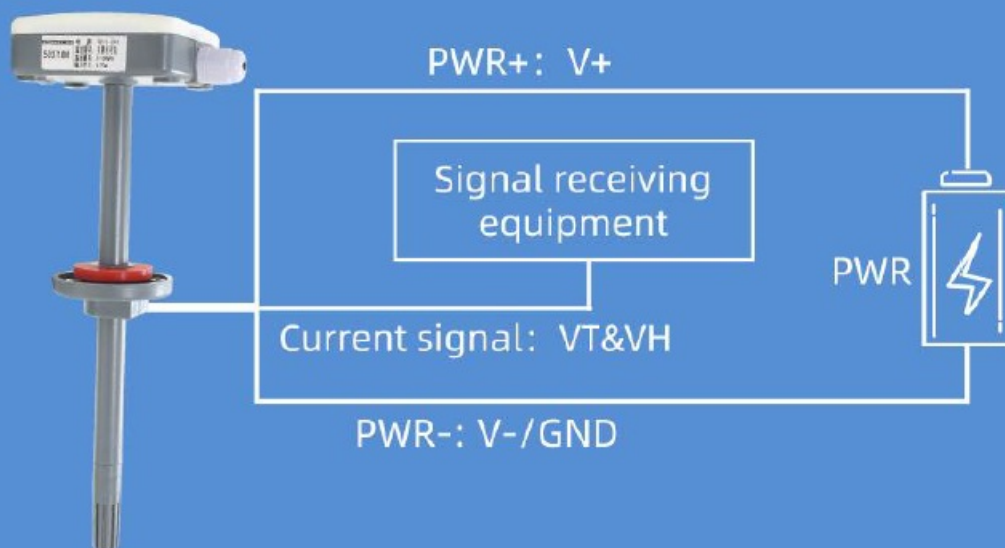 PWR+: V+
Signal receiving
equipment
PWR
Current signal: VT&VH
PWR-: V-/GND